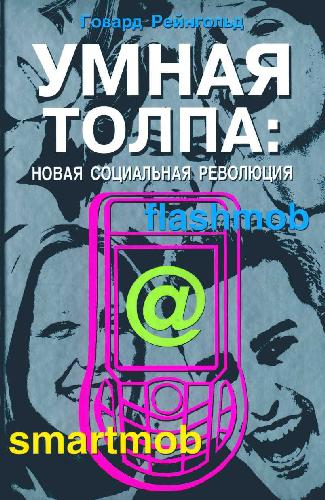 Говард Рейнгольд
УМНАЯ
ТОЛПА:
НОВАЯ СОЦИАЛЬНАЯ РЕВОЛЮЦИЯ
flashmob
@
smartmob